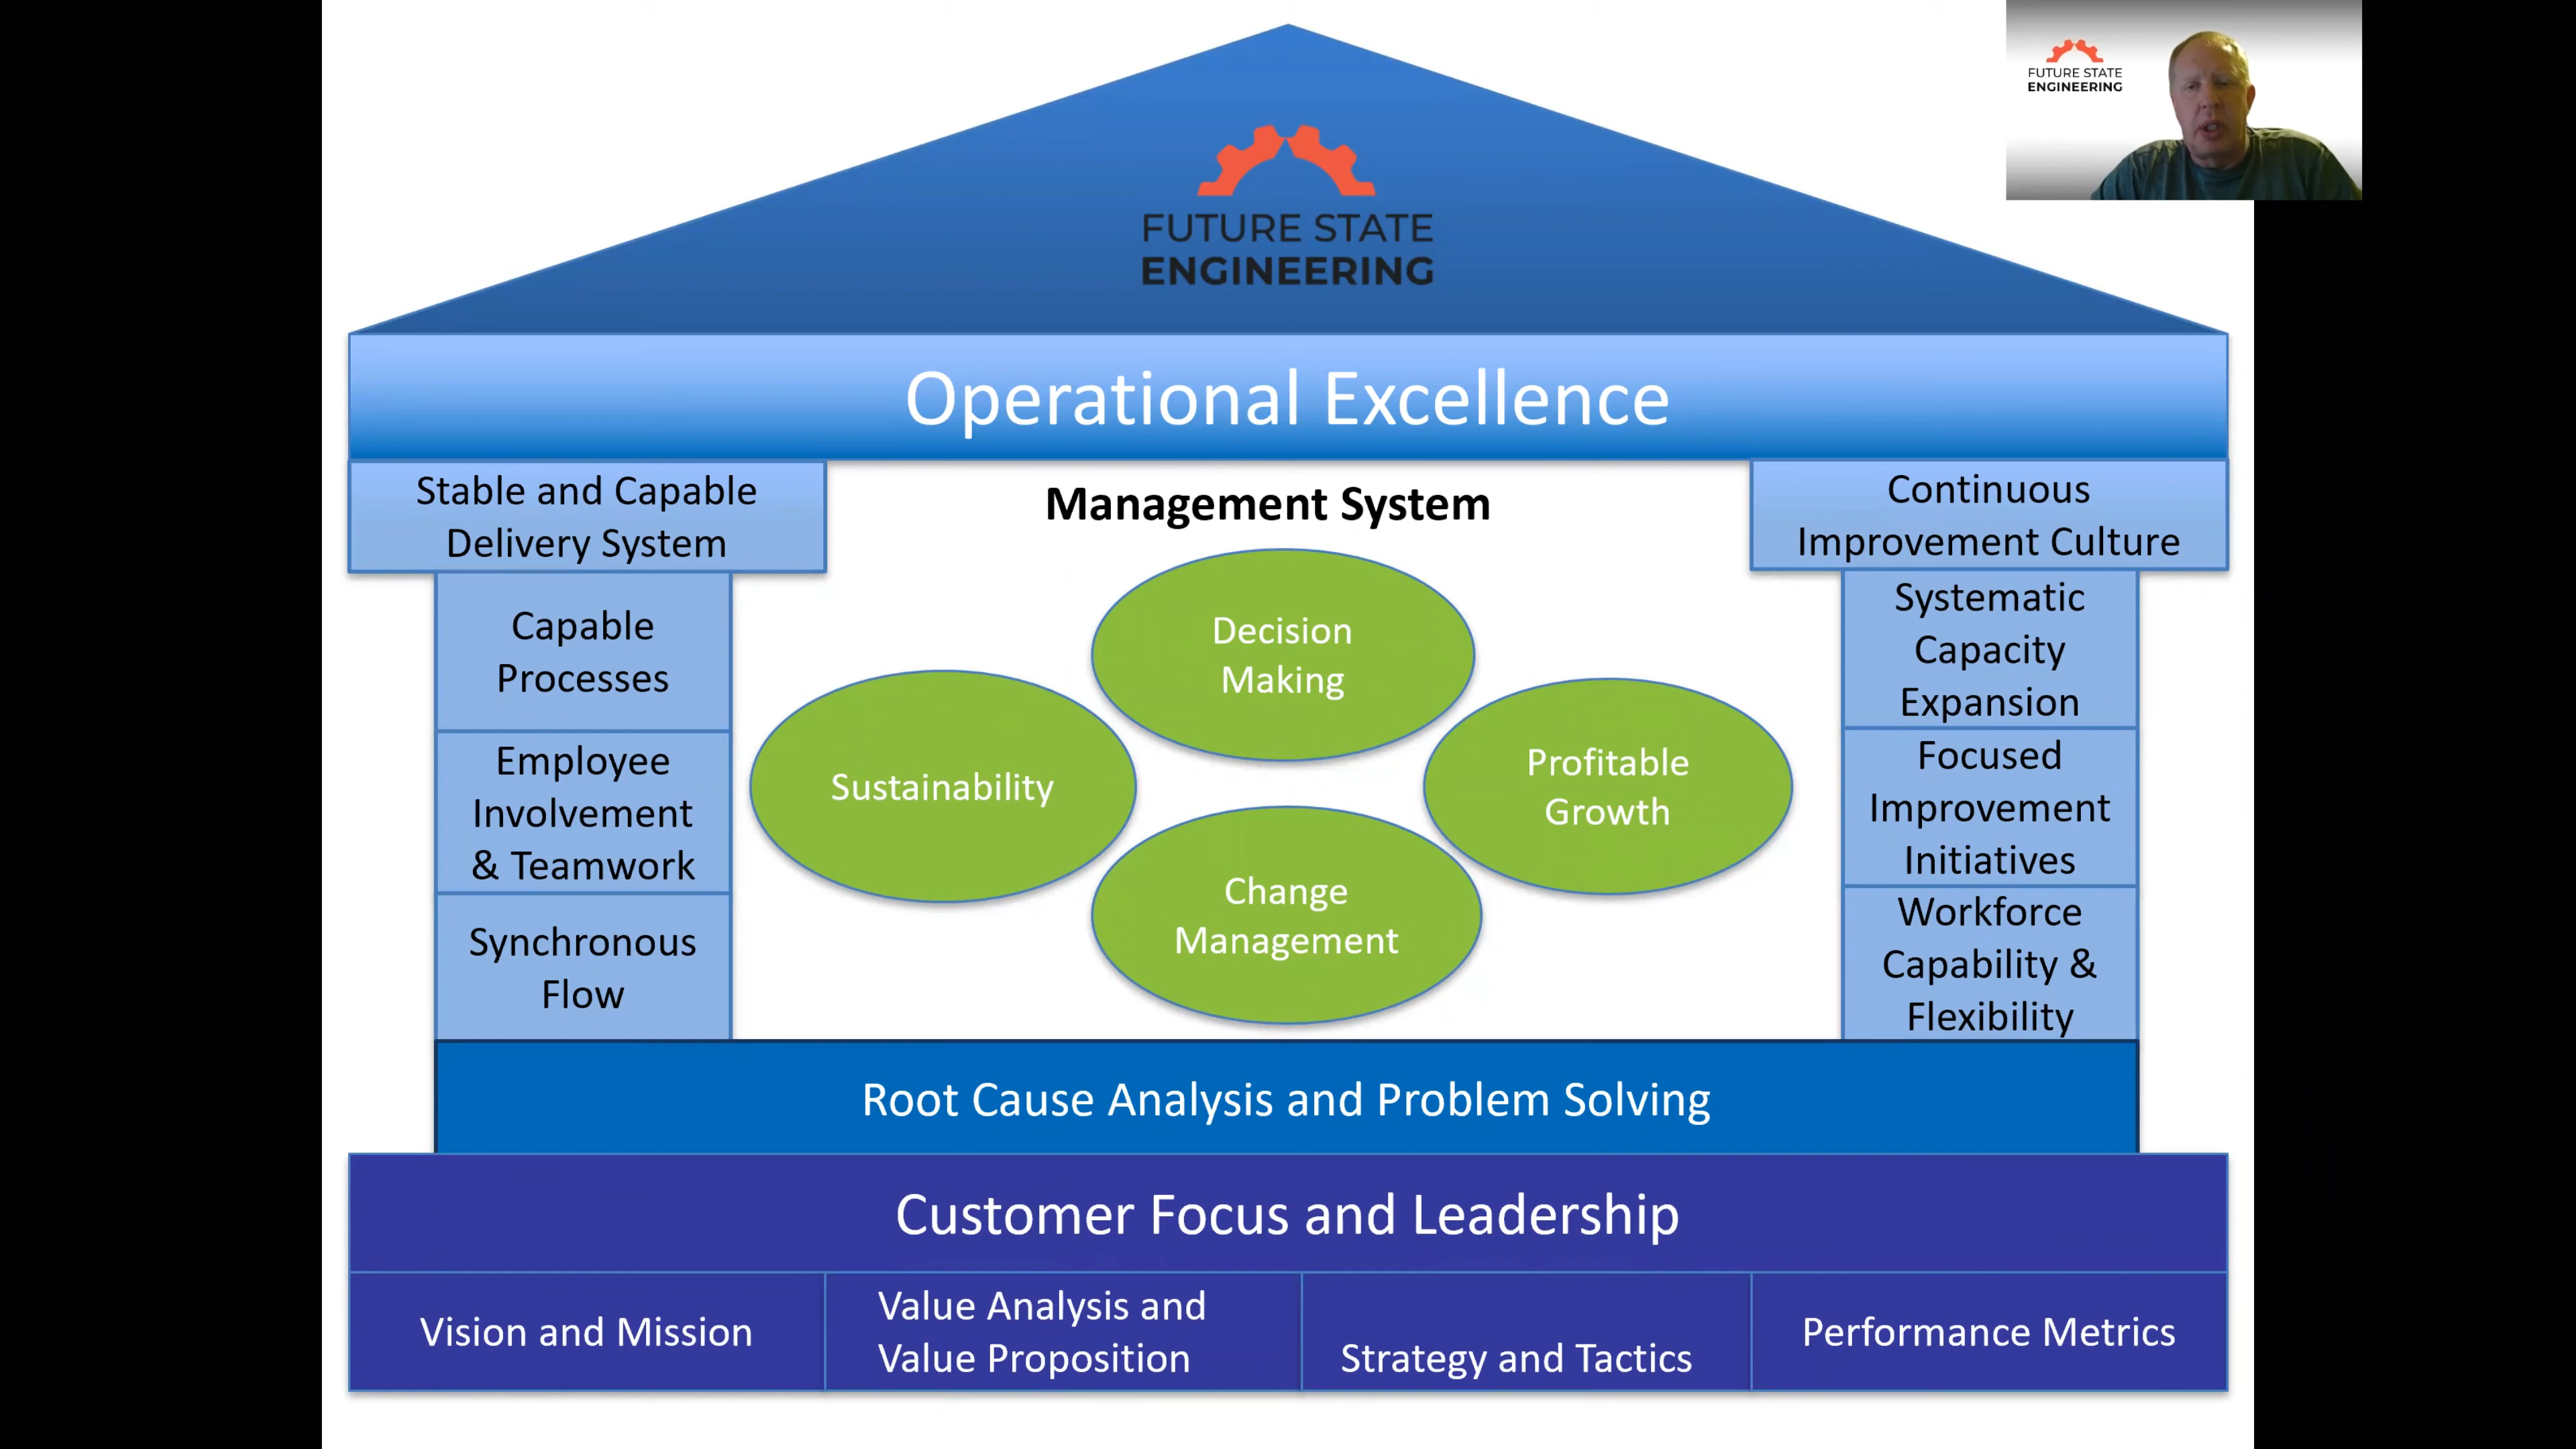 FUTURE STATE
ENGINEERING
FUTURE STATE
ENGINEERING
Operational Excellence
Stable and Capable
Delivery System
Management System
Continuous
Improvement Culture
Capable
Processes
Employee
Involvement
& Teamwork
Synchronous
Flow
Decision
Making
Sustainability
Profitable
Growth
Change
Management
Systematic
Capacity
Expansion
Focused
Improvement
Initiatives
Workforce
Capability &
Flexibility
Root Cause Analysis and Problem Solving
Customer Focus and Leadership
Vision and Mission
Value Analysis and
Value Proposition
Strategy and Tactics
Performance Metrics